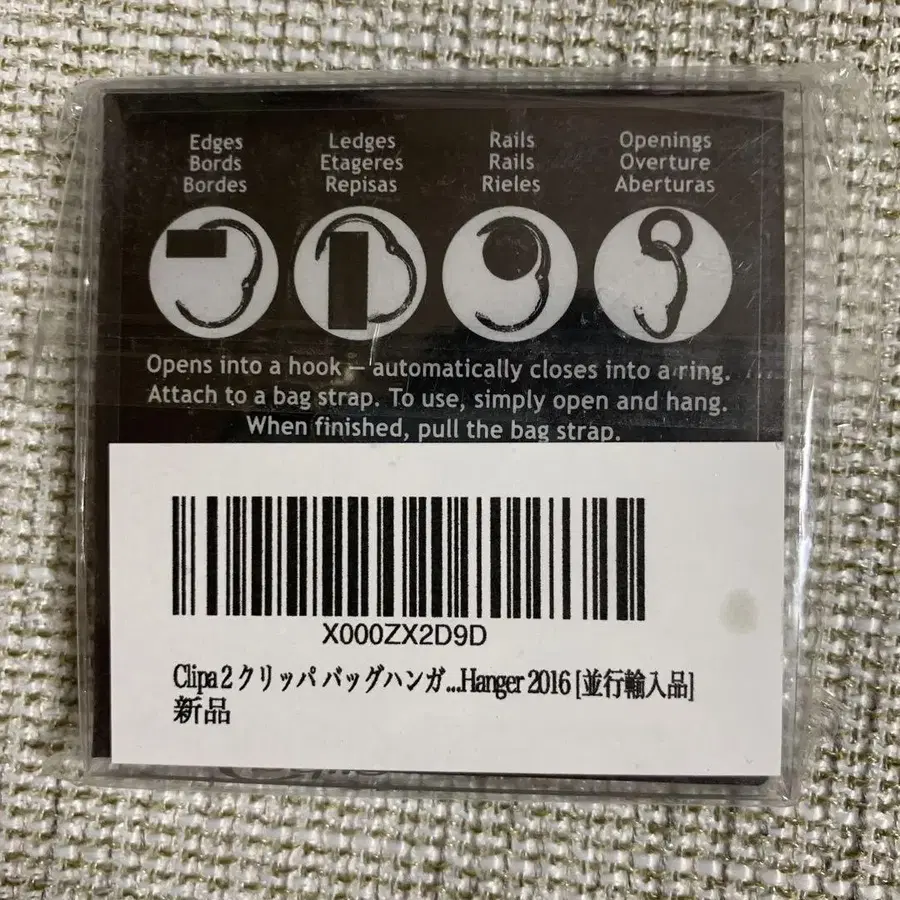 Edges
Bords
Bordes
Ledges
Etageres
Repisas
Rails
Rails
Rieles
Openings
Overture
Aberturas
Opens into a hook — automatically closes into a ring.
Attach to a bag strap. To use, simply open and hang.
When finished, pull the bag strap.
X000ZX2D9D
Clipa 2 クリッパ バッグハンガ...Hanger 2016 [並行輸入品]
新品